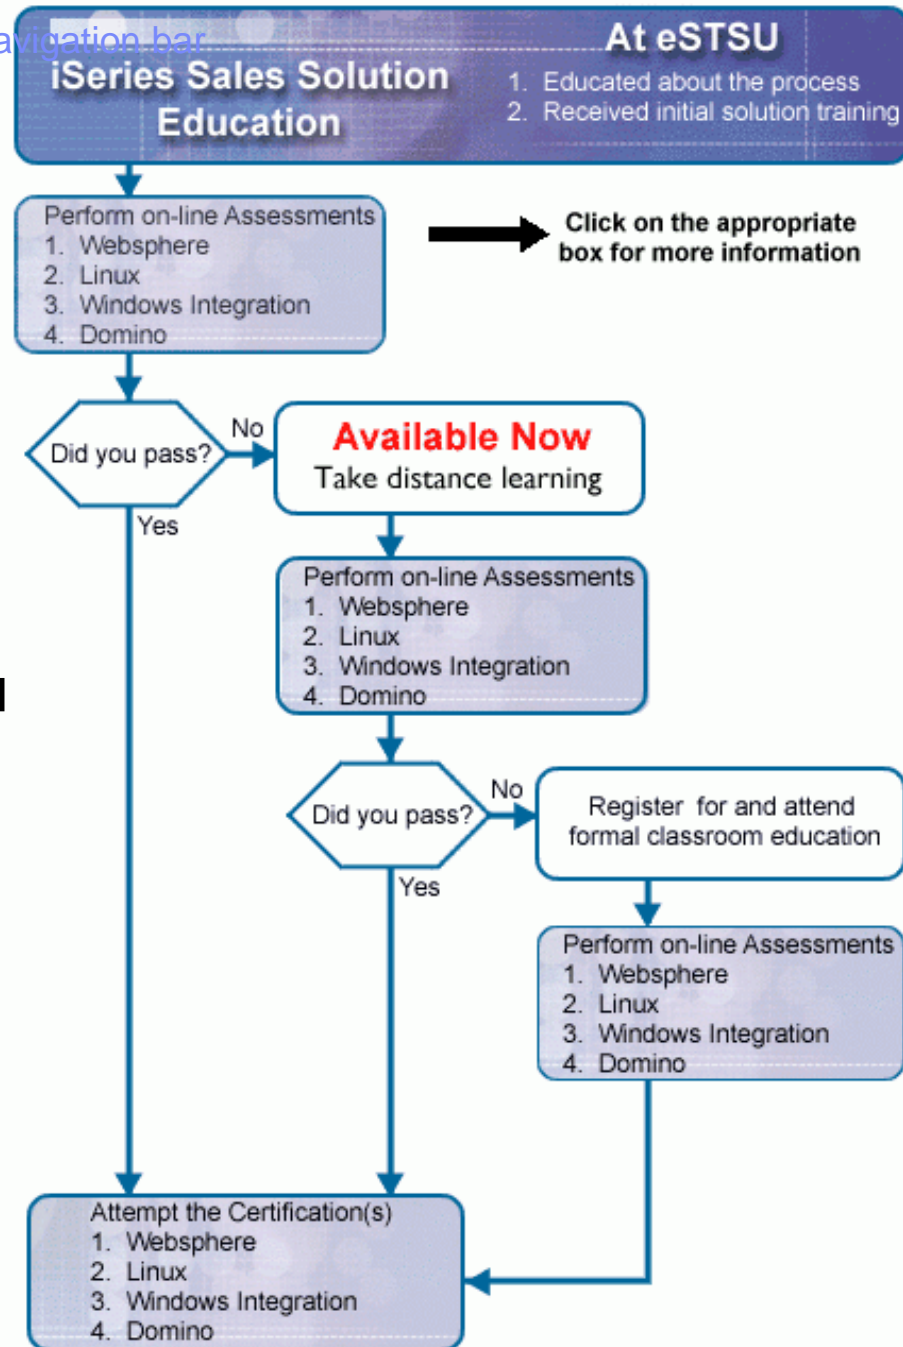 avigation bar
iSeries Sales Solution
Education
At eSTSU
1. Educated about the process
2. Received initial solution training
Perform on-line Assessments
1. Websphere
2. Linux
3. Windows Integration
4. Domino
Click on the appropriate
box for more information
Did you pass?
No
Available Now
Take distance learning
Yes
Perform on-line Assessments
1. Websphere
2. Linux
3. Windows Integration
4. Domino
Did you pass?
No
Register for and attend
formal classroom education
Yes
Perform on-line Assessments
1. Websphere
2. Linux
3. Windows Integration
4. Domino
Attempt the Certification(s)
1. Websphere
2. Linux
3. Windows Integration
4. Domino